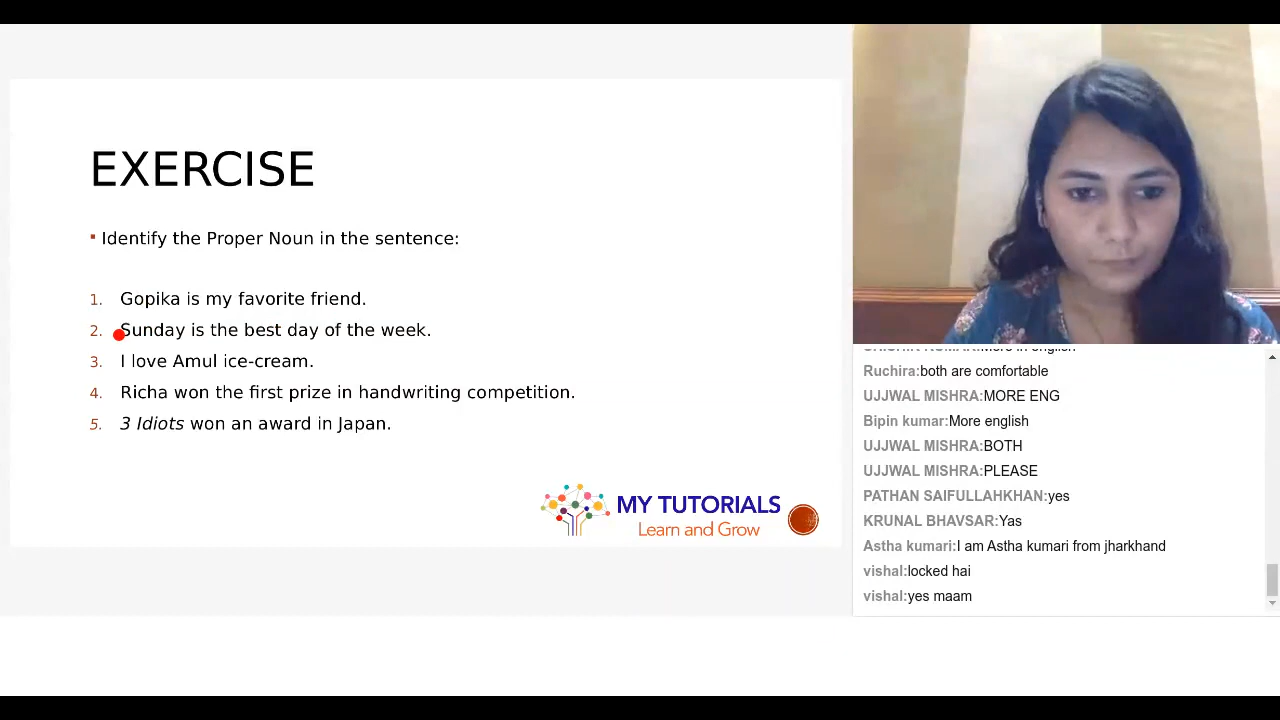 EXERCISE
▪ Identify the Proper Noun in the sentence:
1. Gopika is my favorite friend.
2. Sunday is the best day of the week.
3. I love Amul ice-cream.
4. Richa won the first prize in handwriting competition.
5. 3 Idiots won an award in Japan.
MY TUTORIALS
Learn and Grow
More in english
Ruchira:both are comfortable
UJJWAL MISHRA:MORE ENG
Bipin kumar:More english
UJJWAL MISHRA:BOTH
UJJWAL MISHRA:PLEASE
PATHAN SAIFULLAHKHAN:yes
KRUNAL BHAVSAR:Yas
Astha kumari:I am Astha kumari from jharkhand
vishal:locked hai
vishal:yes maam